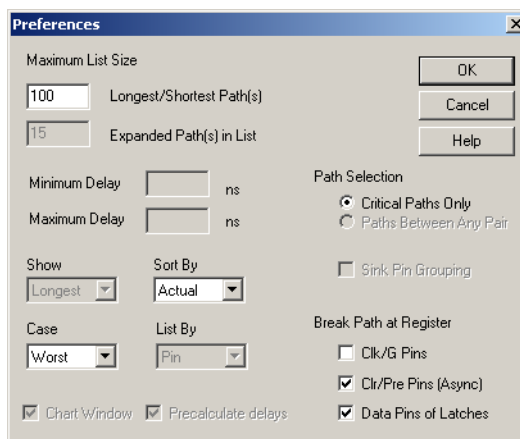 Preferences
Maximum List Size
100 Longest/Shortest Path(s)
15 Expanded Path(s) in List
OK
Cancel
Help
Minimum Delay ns
Maximum Delay ns
Path Selection
Critical Paths Only
Paths Between Any Pair
Show Sort By
Longest Actual
Sink Pin Grouping
Case List By
Worst Pin
Break Path at Register
Clk/G Pins
Clr/Pre Pins (Async)
Data Pins of Latches
Chart Window Precalculate delays